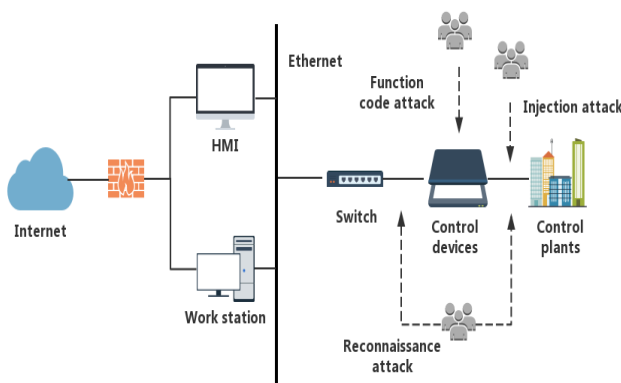 Ethernet
Function
code attack
Injection attack
HMI
Internet
Switch
Control
devices
Control
plants
Work station
Reconnaissance
attack